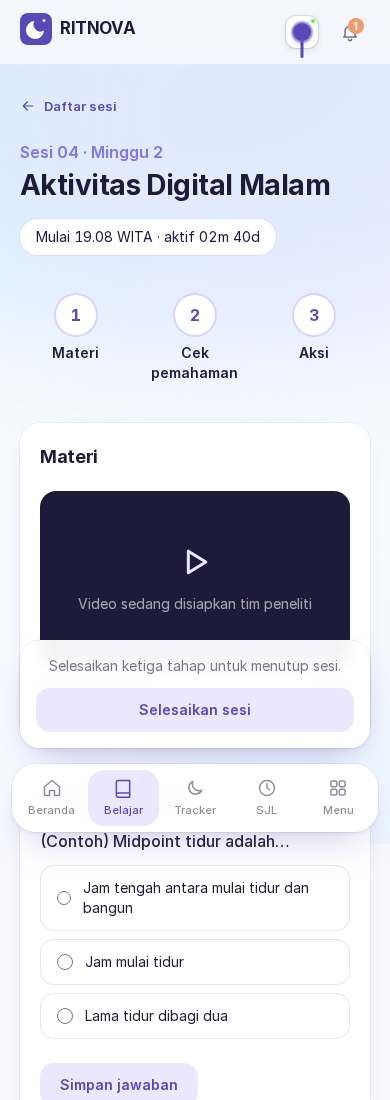 RITNOVA
1
Daftar sesi
Sesi 04 · Minggu 2
Aktivitas Digital Malam
Mulai 19.08 WITA · aktif 02m 40d
1
2
3
Materi
Cek
pemahaman
Aksi
Materi
Video sedang disiapkan tim peneliti
Selesaikan ketiga tahap untuk menutup sesi.
Selesaikan sesi
Beranda
Belajar
Tracker
SJL
Menu
(Contoh) Midpoint tidur adalah...
Jam tengah antara mulai tidur dan
bangun
Jam mulai tidur
Lama tidur dibagi dua
Simpan jawaban